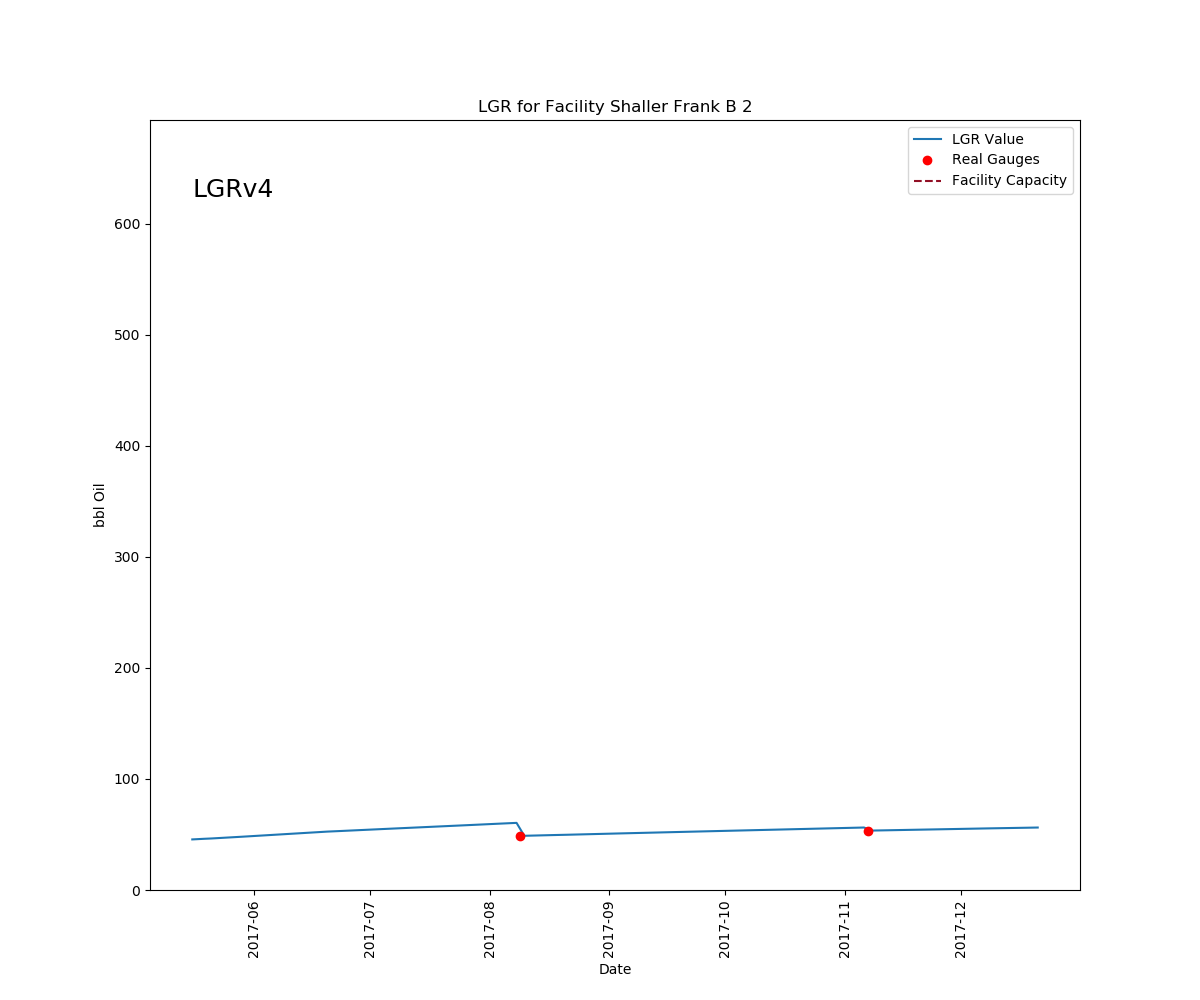 LGR for Facility Shaller Frank B 2
LGR Value
Real Gauges
Facility Capacity
LGRv4
600
500
400
300
200
100
0
bbl Oil
2017-06
2017-07
2017-08
2017-09
2017-10
2017-11
2017-12
Date